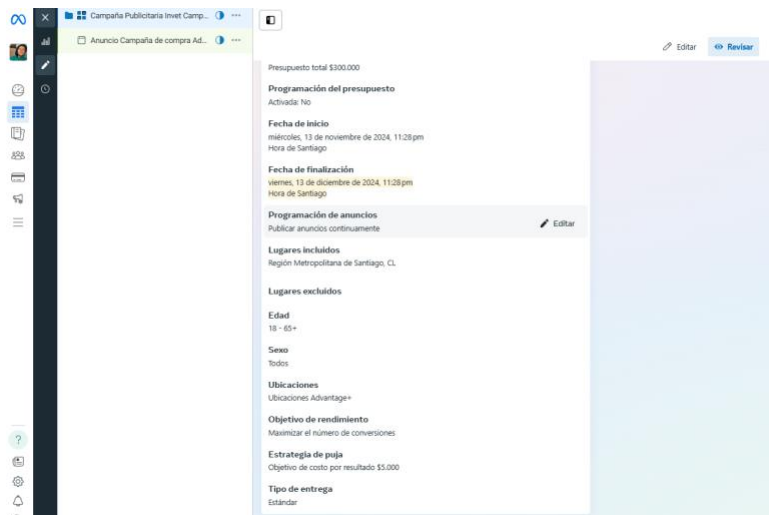 Campaña Publicitaria Invet Camp...
Anuncio Campaña de compra Ad...
Editar
Revisar
Presupuesto total $300.000
Programación del presupuesto
Activada: No
Fecha de inicio
miércoles, 13 de noviembre de 2024, 11:28pm
Hora de Santiago
Fecha de finalización
viernes, 13 de diciembre de 2024, 11:28pm
Hora de Santiago
Programación de anuncios
Publicar anuncios continuamente
Editar
Lugares incluidos
Región Metropolitana de Santiago, CL
Lugares excluidos
Edad
18 - 65+
Sexo
Todos
Ubicaciones
Ubicaciones Advantage+
Objetivo de rendimiento
Maximizar el número de conversiones
Estrategia de puja
Objetivo de costo por resultado $5.000
Tipo de entrega
Estándar